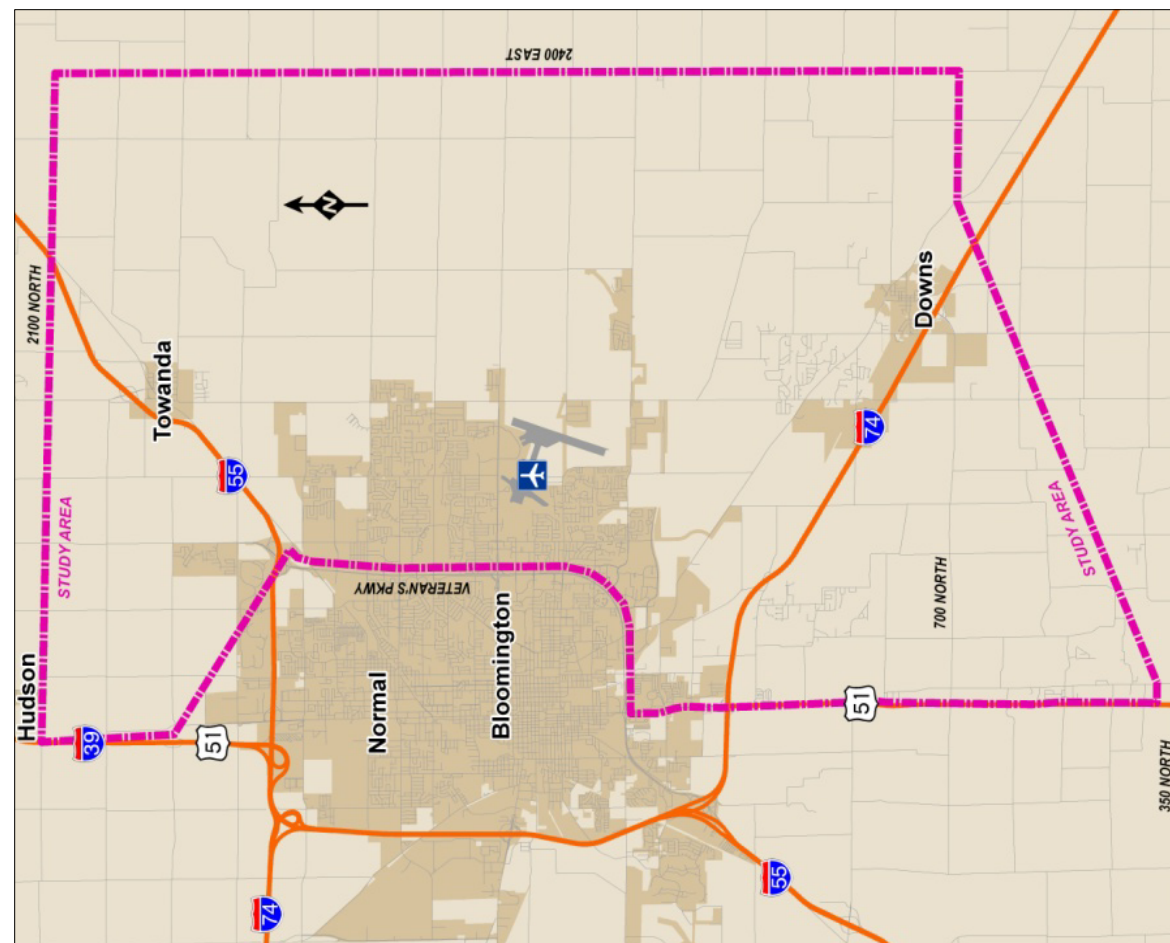 2400 EAST
N
2100 NORTH
Towanda
Downs
74
55
STUDY AREA
STUDY AREA
VETERAN'S PKWY
700 NORTH
Hudson
39
51
Normal
Bloomington
51
350 NORTH
74
55